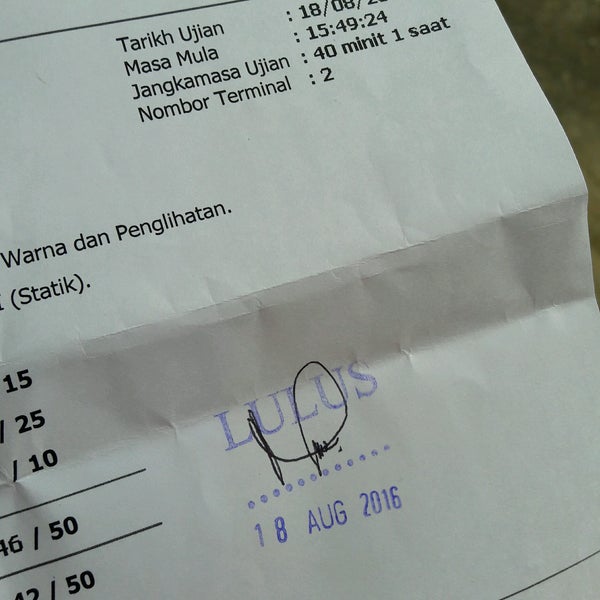 Tarikh Ujian : 18/08/
Masa Mula : 15:49:24
Jangkamasa Ujian : 40 minit 1 saat
Nombor Terminal : 2
Warna dan Penglihatan.
(Statik).
15
/ 25
/ 10
46 / 50
42 / 50
LULUS
18 AUG 2016